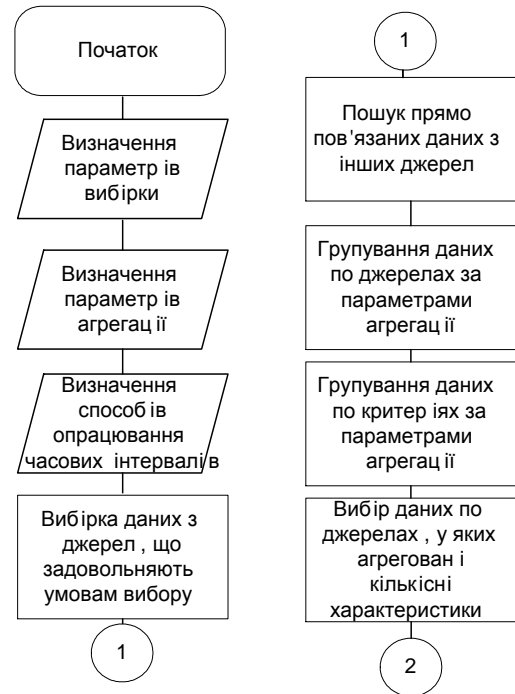 Початок
Визначення
параметр ів
вибірки
Визначення
параметр ів
агрегац ії
Визначення
способ ів
опрацювання
часових інтервалі в
Вибірка даних з
джерел , що
задовольняють
умовам вибору
1
1
Пошук прямо
пов'язаних даних з
інших джерел
Групування даних
по джерелах за
параметрами
агрегац ії
Групування даних
по критер іях за
параметрами
агрегац ії
Вибір даних по
джерелах , у яких
агрегован і
кількісні
характеристики
2